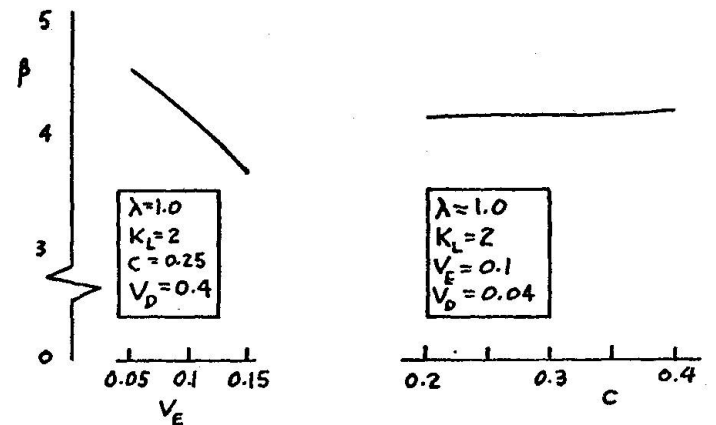 5
β
4
3
0
λ=1.0
K_L=2
C=0.25
V_D=0.4
0.05 0.1 0.15
V_E
λ=1.0
K_L=2
V_E=0.1
V_D=0.04
0.2 0.3 0.4
C